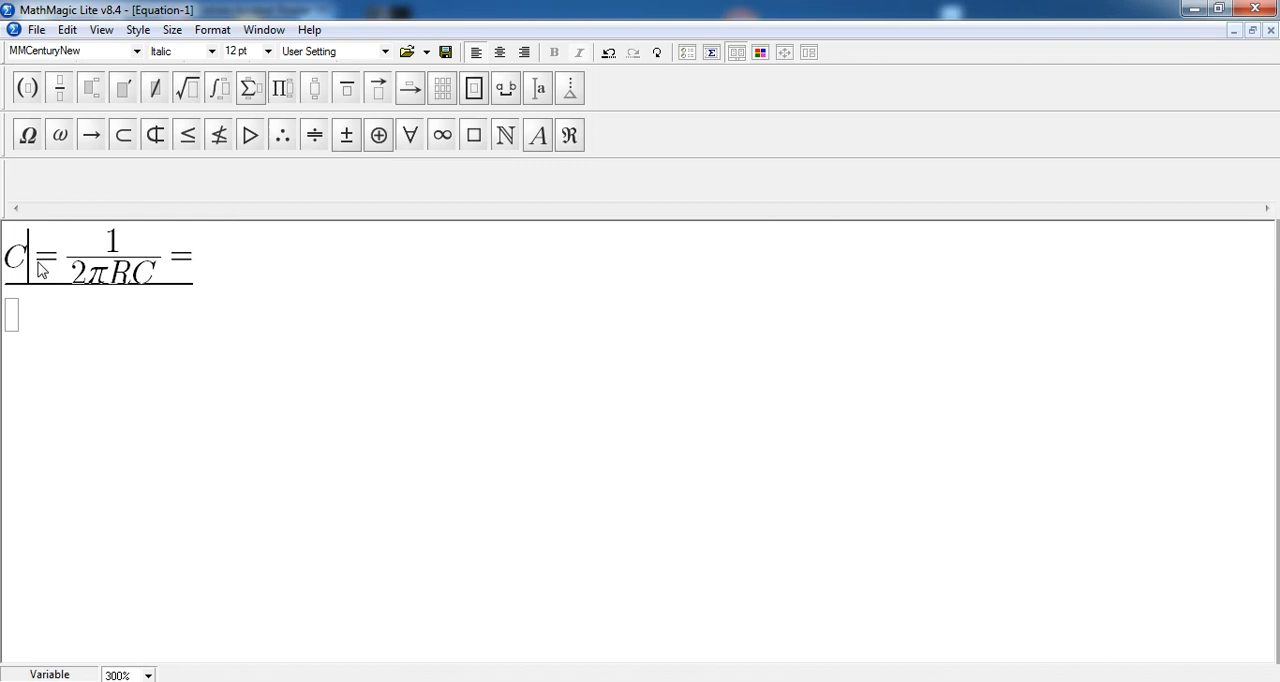 MathMagic Lite v8.4 - [Equation-1]
File Edit View Style Size Format Window Help
MMCenturyNew Italic 12 pt User Setting B I
(▯) ▯/▯ √▯ ∫▯ Σ▯ Π▯ a_b a
Ω ω → ⊂ ⊄ ≤ ≰ ▷ ∴ ≑ ± ⊕ ∀ ∞ □ ℕ A ℜ
C = 1/2πRC =
Variable 300%